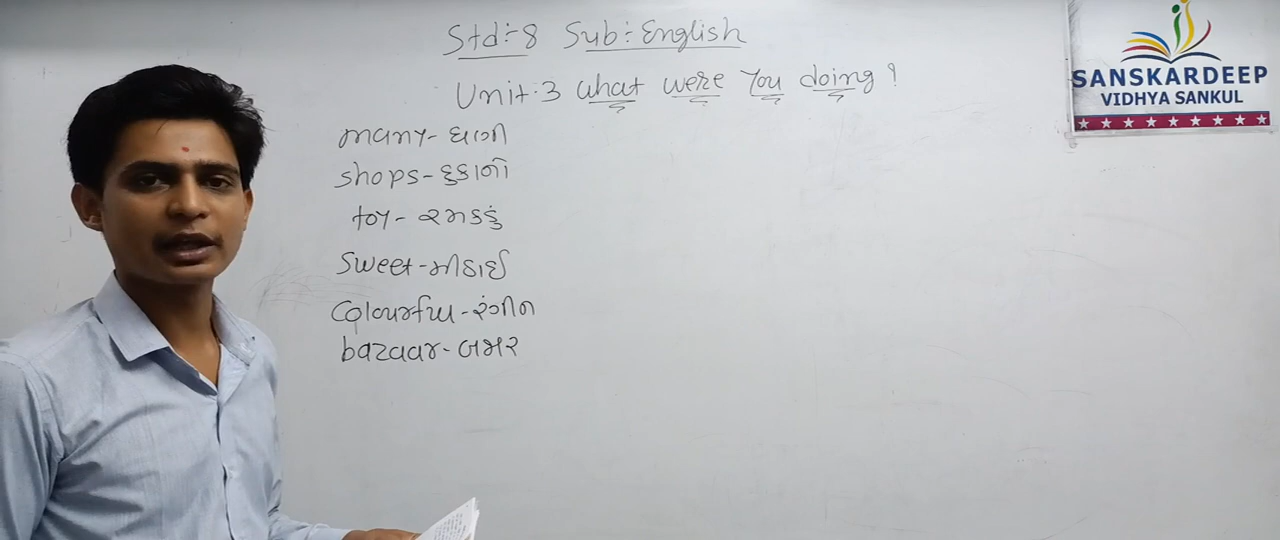 Std:-8 Sub:-English
Unit:3 what were You doing?
many-ઘણી
shops-દુકાનો
toy-રમકડું
Sweet-મીઠાઈ
Colourful-રંગીન
bazaar-બજાર
SANSKARDEEP
VIDHYA SANKUL